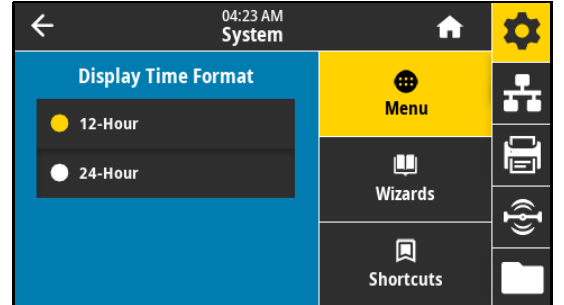 04:23 AM
System
Display Time Format
12-Hour
24-Hour
Menu
Wizards
Shortcuts